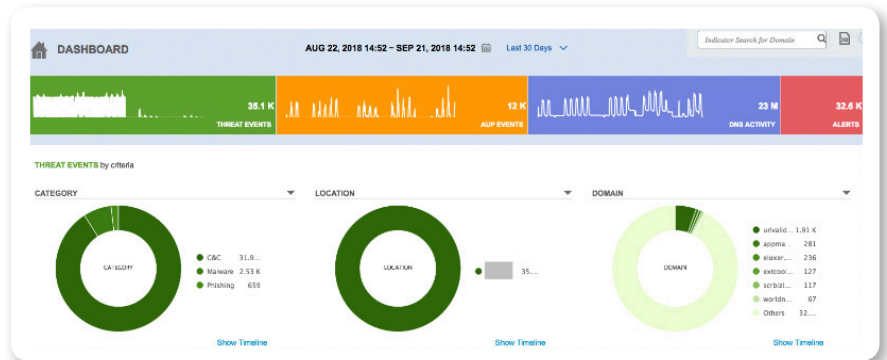 DASHBOARD
AUG 22, 2018 14:52 – SEP 21, 2018 14:52 Last 30 Days
Indicator Search for Domain
35.1 K
THREAT EVENTS
12 K
AUP EVENTS
23 M
DNS ACTIVITY
32.6 K
ALERTS
THREAT EVENTS by criteria
CATEGORY
CATEGORY
C&C 31.9...
Malware 2.53 K
Phishing 659
Show Timeline
LOCATION
LOCATION
35....
Show Timeline
DOMAIN
DOMAIN
urlvalid... 1.91 K
appma... 281
eluxer.... 236
extcool... 127
scrbizl... 117
worldn... 67
Others 32....
Show Timeline